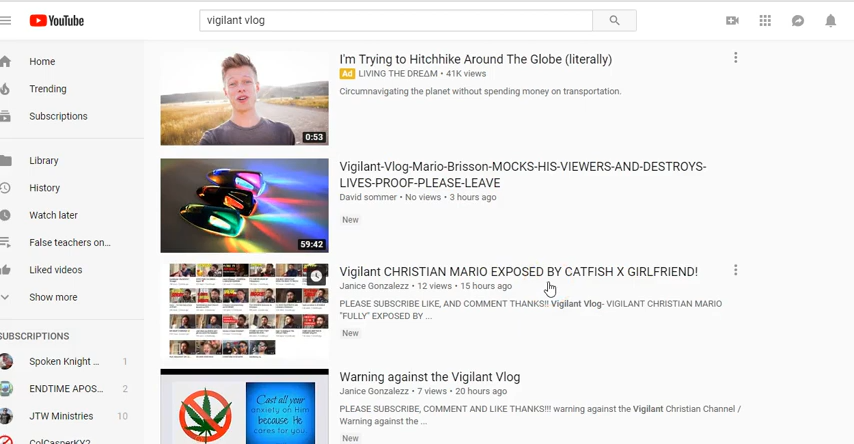 YouTube
vigilant vlog
Home
Trending
Subscriptions
Library
History
Watch later
False teachers on...
Liked videos
Show more
SUBSCRIPTIONS
Spoken Knight ... 1
ENDTIME APOS... 2
JTW Ministries 10
ColCasperKY2
0:53
I'm Trying to Hitchhike Around The Globe (literally)
Ad LIVING THE DREΔM • 41K views
Circumnavigating the planet without spending money on transportation.
59:42
Vigilant-Vlog-Mario-Brisson-MOCKS-HIS-VIEWERS-AND-DESTROYS-
LIVES-PROOF-PLEASE-LEAVE
David sommer • No views • 3 hours ago
New
Vigilant CHRISTIAN MARIO EXPOSED BY CATFISH X GIRLFRIEND!
Janice Gonzalezz • 12 views • 15 hours ago
PLEASE SUBSCRIBE LIKE, AND COMMENT THANKS!! Vigilant Vlog- VIGILANT CHRISTIAN MARIO
"FULLY" EXPOSED BY ...
New
Cast all your
anxiety on Him
because He
cares for you.
Warning against the Vigilant Vlog
Janice Gonzalezz • 7 views • 20 hours ago
PLEASE SUBSCRIBE, COMMENT AND LIKE THANKS!!! warning against the Vigilant Christian Channel /
Warning against the ...
New